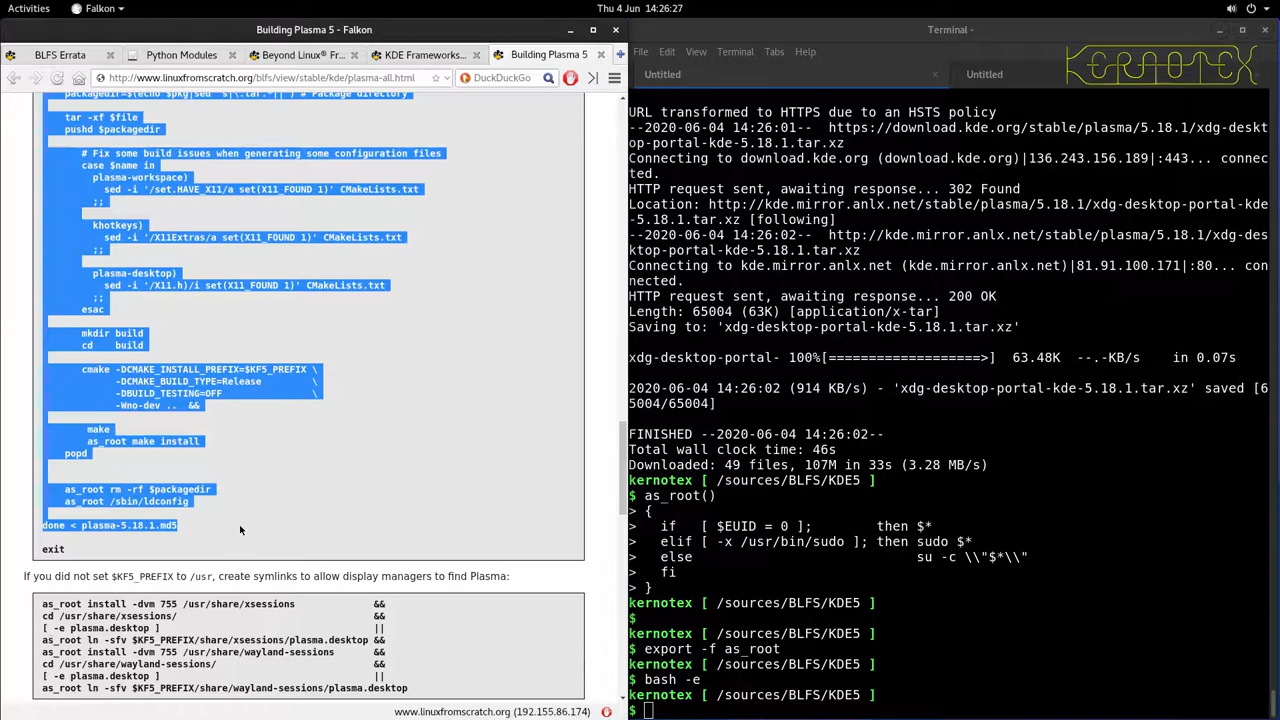 Activities
Falkon
Thu 4 Jun 14:26:27
Building Plasma 5 - Falkon
BLFS Errata
Python Modules
Beyond Linux® Fr...
KDE Frameworks...
Building Plasma 5
http://www.linuxfromscratch.org/blfs/view/stable/kde/plasma-all.html
DuckDuckGo
packagedir=$(echo $pkg|sed 's|\.tar.*||') # Package directory
tar -xf $file
pushd $packagedir
# Fix some build issues when generating some configuration files
case $name in
plasma-workspace)
sed -i '/set.HAVE_X11/a set(X11_FOUND 1)' CMakeLists.txt
;;
khotkeys)
sed -i '/X11Extras/a set(X11_FOUND 1)' CMakeLists.txt
;;
plasma-desktop)
sed -i '/X11.h)/i set(X11_FOUND 1)' CMakeLists.txt
;;
esac
mkdir build
cd    build
cmake -DCMAKE_INSTALL_PREFIX=$KF5_PREFIX \
-DCMAKE_BUILD_TYPE=Release         \
-DBUILD_TESTING=OFF                \
-Wno-dev ..  &&
make
as_root make install
popd
as_root rm -rf $packagedir
as_root /sbin/ldconfig
done < plasma-5.18.1.md5
exit
If you did not set $KF5_PREFIX to /usr, create symlinks to allow display managers to find Plasma:
as_root install -dvm 755 /usr/share/xsessions              &&
cd /usr/share/xsessions/                                   &&
[ -e plasma.desktop ]                                      ||
as_root ln -sfv $KF5_PREFIX/share/xsessions/plasma.desktop &&
as_root install -dvm 755 /usr/share/wayland-sessions       &&
cd /usr/share/wayland-sessions/                            &&
[ -e plasma.desktop ]                                      ||
as_root ln -sfv $KF5_PREFIX/share/wayland-sessions/plasma.desktop
www.linuxfromscratch.org (192.155.86.174)
Terminal -
File Edit View Terminal Tabs Help
KERNOTEX
Untitled
Untitled
URL transformed to HTTPS due to an HSTS policy
--2020-06-04 14:26:01--  https://download.kde.org/stable/plasma/5.18.1/xdg-deskt
op-portal-kde-5.18.1.tar.xz
Connecting to download.kde.org (download.kde.org)|136.243.156.189|:443... connec
ted.
HTTP request sent, awaiting response... 302 Found
Location: http://kde.mirror.anlx.net/stable/plasma/5.18.1/xdg-desktop-portal-kde
-5.18.1.tar.xz [following]
--2020-06-04 14:26:02--  http://kde.mirror.anlx.net/stable/plasma/5.18.1/xdg-des
ktop-portal-kde-5.18.1.tar.xz
Connecting to kde.mirror.anlx.net (kde.mirror.anlx.net)|81.91.100.171|:80... con
nected.
HTTP request sent, awaiting response... 200 OK
Length: 65004 (63K) [application/x-tar]
Saving to: 'xdg-desktop-portal-kde-5.18.1.tar.xz'
xdg-desktop-portal- 100%[===================>]  63.48K  --.-KB/s    in 0.07s
2020-06-04 14:26:02 (914 KB/s) - 'xdg-desktop-portal-kde-5.18.1.tar.xz' saved [6
5004/65004]
FINISHED --2020-06-04 14:26:02--
Total wall clock time: 46s
Downloaded: 49 files, 107M in 33s (3.28 MB/s)
kernotex [ /sources/BLFS/KDE5 ]
$ as_root()
> {
>   if   [ $EUID = 0 ];        then $*
>   elif [ -x /usr/bin/sudo ]; then sudo $*
>   else                            su -c \\"$*\\"
>   fi
> }
kernotex [ /sources/BLFS/KDE5 ]
$
kernotex [ /sources/BLFS/KDE5 ]
$ export -f as_root
kernotex [ /sources/BLFS/KDE5 ]
$ bash -e
kernotex [ /sources/BLFS/KDE5 ]
$